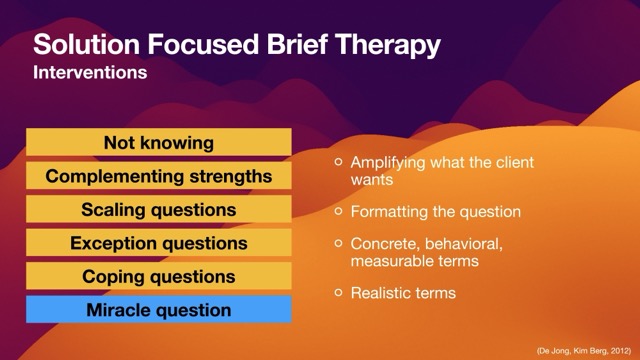 Solution Focused Brief Therapy
Interventions
Not knowing
Complementing strengths
Scaling questions
Exception questions
Coping questions
Miracle question
Amplifying what the client
wants
Formatting the question
Concrete, behavioral,
measurable terms
Realistic terms
(De Jong, Kim Berg, 2012)